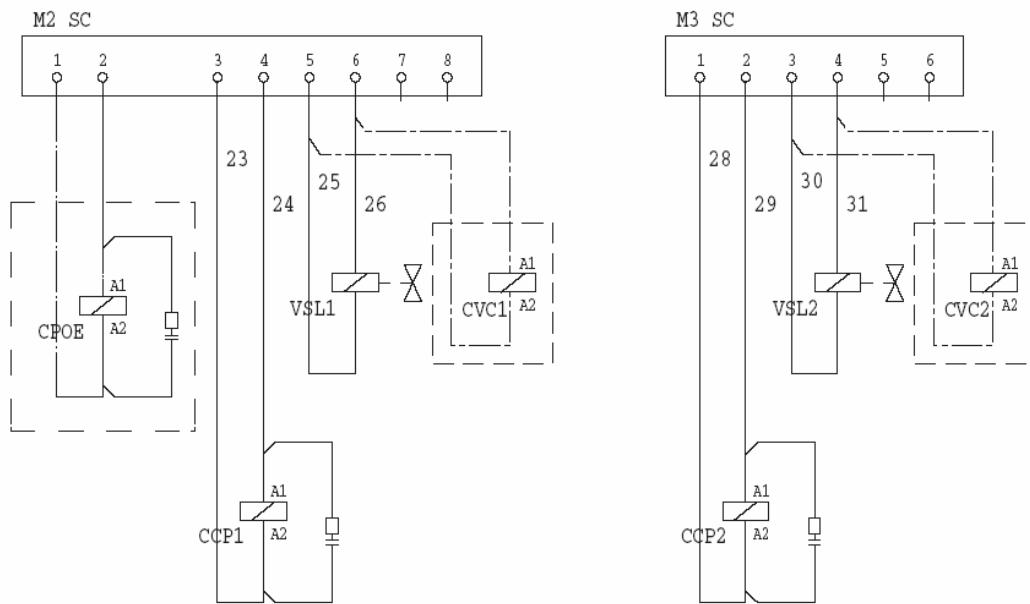 M2 SC
M3 SC
1 2 3 4 5 6 7 8
1 2 3 4 5 6
23
28
25
30
24
26
29
31
A1
A1
A1
VSL1
CVC1
VSL2
CVC2
A2
A2
A1
CPOE
A2
A1
A1
CCP1
CCP2
A2
A2